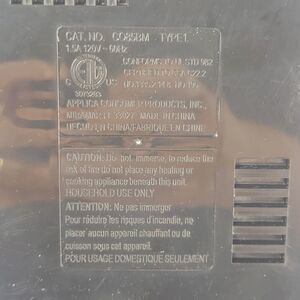 CAT. NO. CO85BM TYPE 1
1.5A 120V~60Hz
CONFORMS TO UL STD 982
C US
3073283
APPLICA CONSUMER PRODUCTS, INC.,
MIRAMAR FL 33027 MADE IN CHINA
HECHO EN CHINA/FABRIQUÉ EN CHINE
CAUTION: Do not immerse, to reduce the
risk of fire do not place any heating or
cooking appliance beneath this unit.
HOUSEHOLD USE ONLY
ATTENTION: Ne pas immerger
Pour réduire les risques d'incendie, ne
placer aucun appareil chauffant ou de
cuisson sous cet appareil.
POUR USAGE DOMESTIQUE SEULEMENT